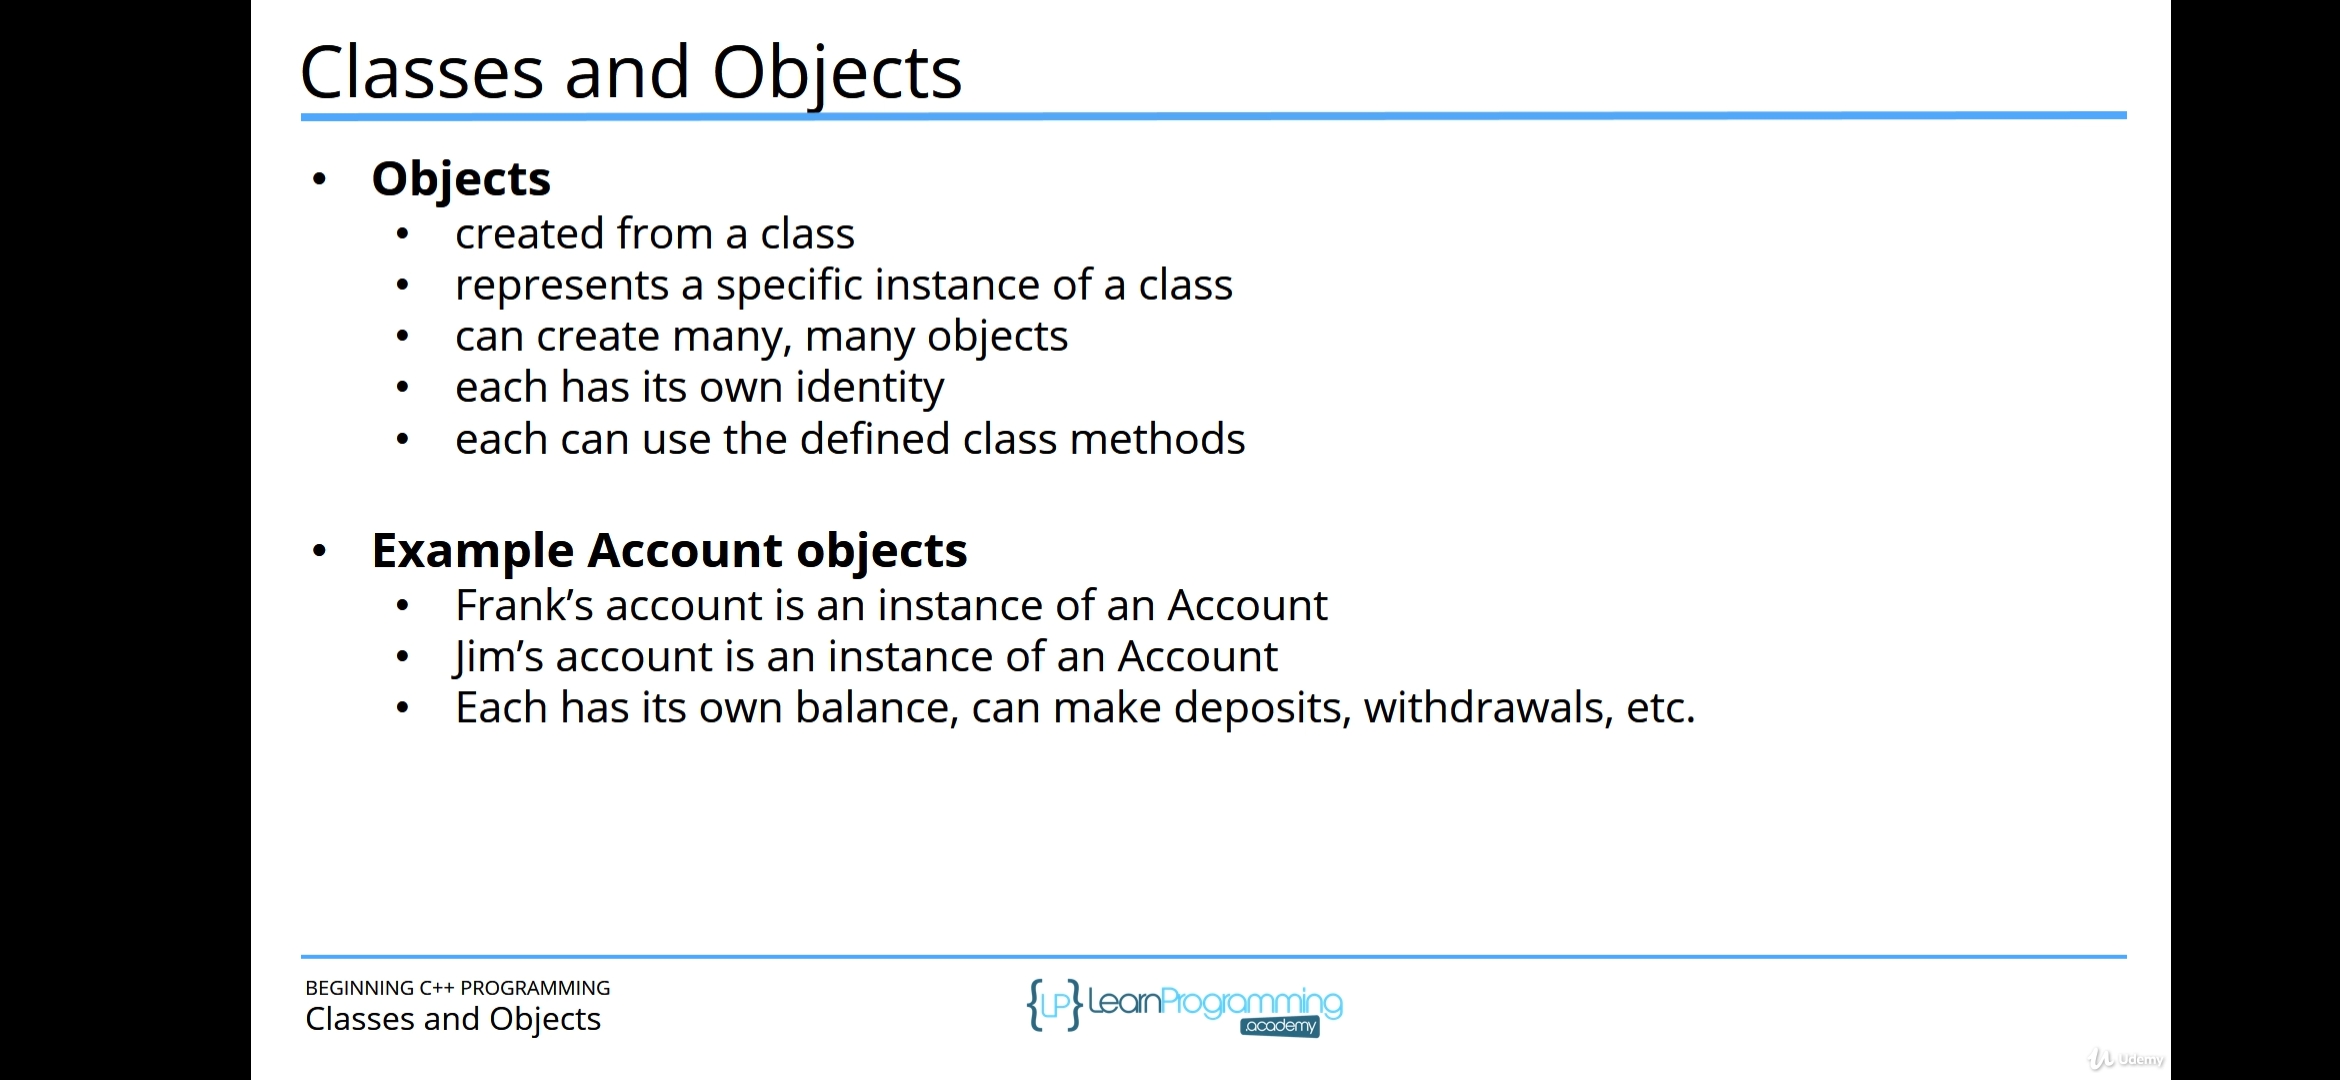 Classes and Objects
• Objects
• created from a class
• represents a specific instance of a class
• can create many, many objects
• each has its own identity
• each can use the defined class methods
• Example Account objects
• Frank’s account is an instance of an Account
• Jim’s account is an instance of an Account
• Each has its own balance, can make deposits, withdrawals, etc.
BEGINNING C++ PROGRAMMING
Classes and Objects
{LP} LearnProgramming
.academy
Udemy